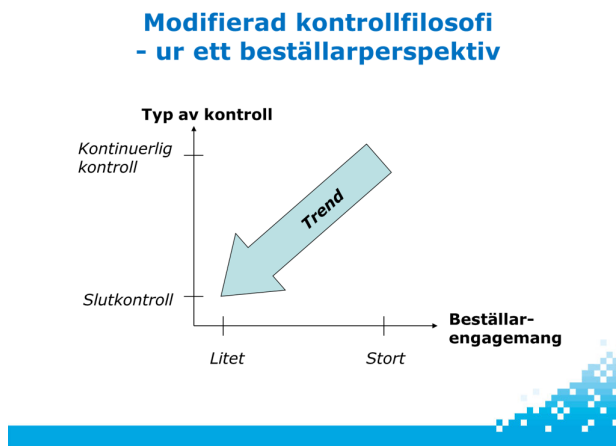 Modifierad kontrollfilosofi
- ur ett beställarperspektiv
Typ av kontroll
Kontinuerlig
kontroll
Trend
Slutkontroll
Beställar-
engagemang
Litet
Stort